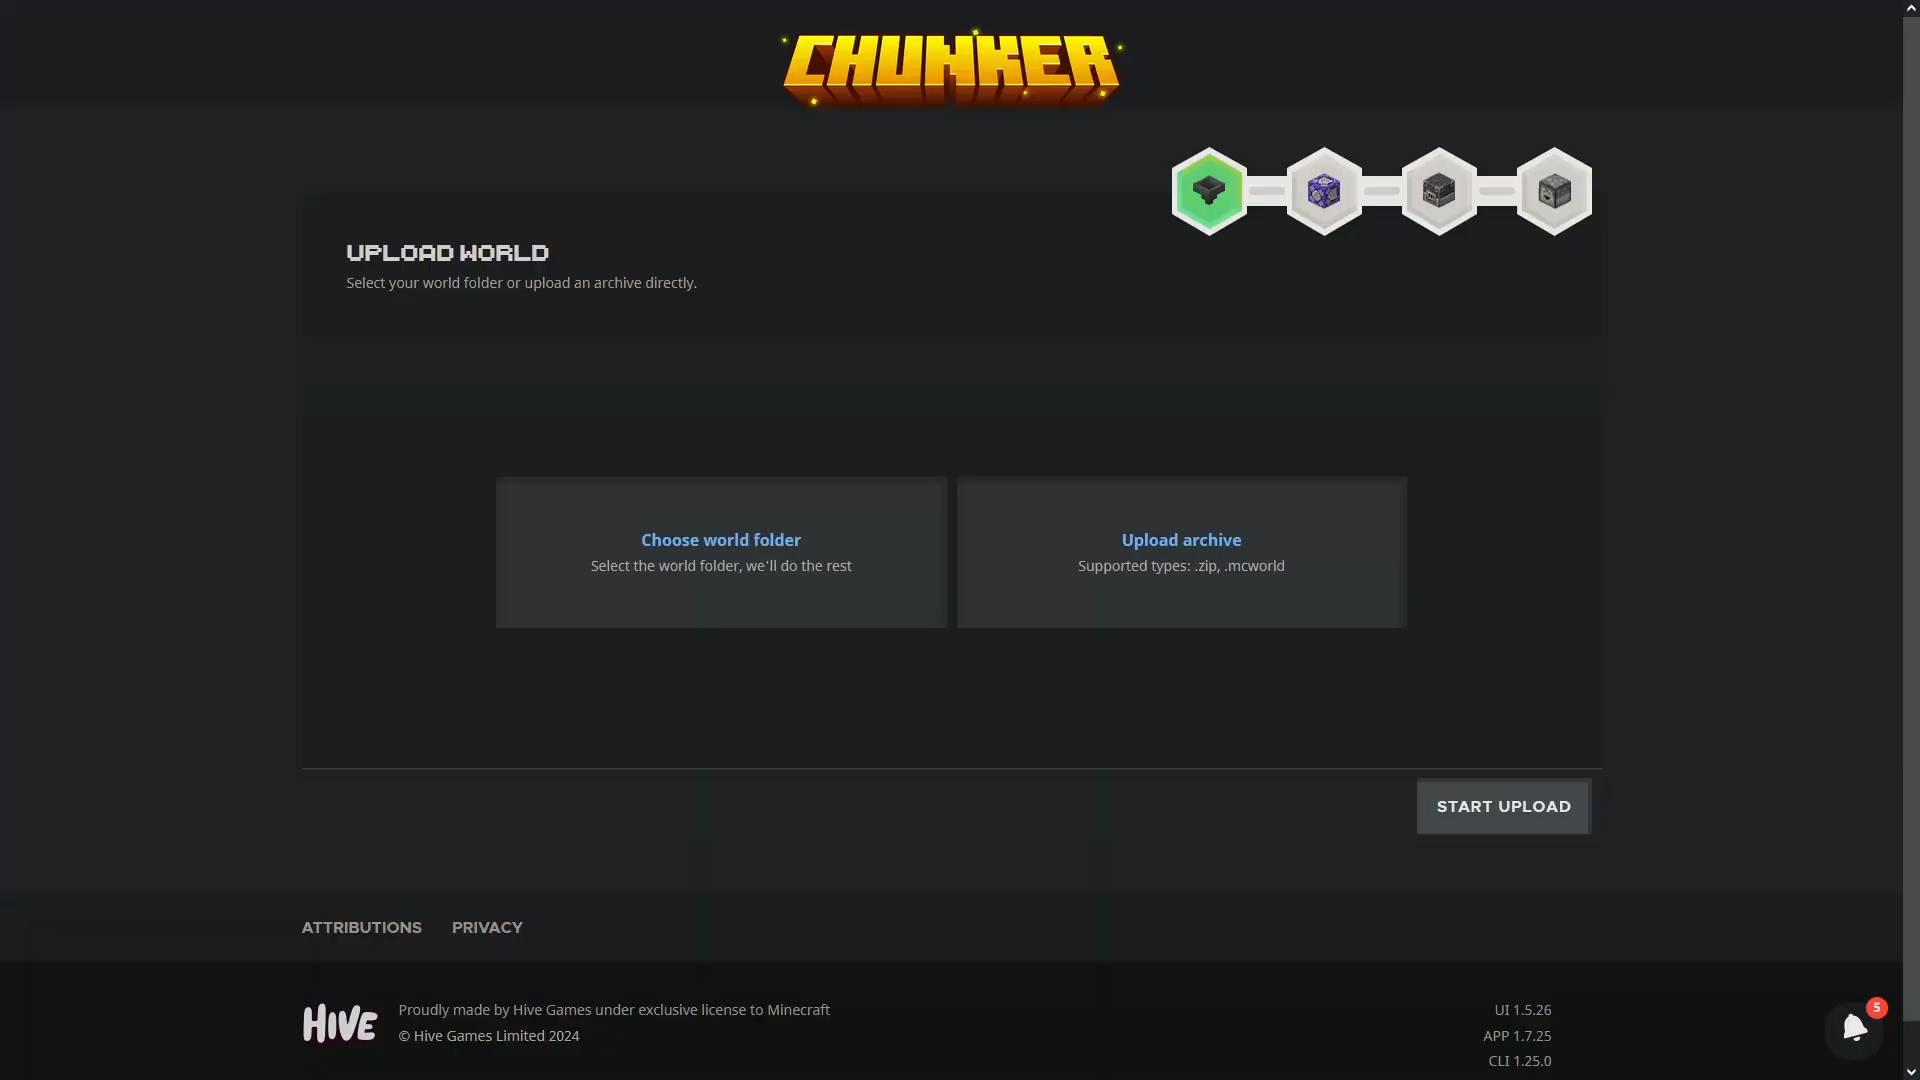 CHUNKER
UPLOAD WORLD
Select your world folder or upload an archive directly.
Choose world folder
Select the world folder, we'll do the rest
Upload archive
Supported types: .zip, .mcworld
START UPLOAD
ATTRIBUTIONS
PRIVACY
HIVE
Proudly made by Hive Games under exclusive license to Minecraft
© Hive Games Limited 2024
UI 1.5.26
APP 1.7.25
CLI 1.25.0
5